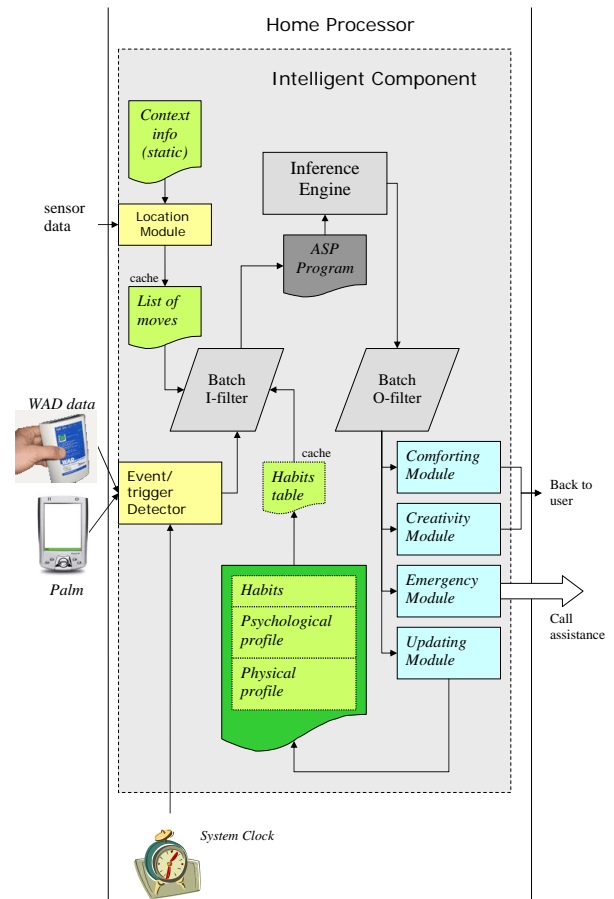 Home Processor
Intelligent Component
Context
info
(static)
Inference
Engine
sensor
data
Location
Module
ASP
Program
cache
List of
moves
Batch
I-filter
Batch
O-filter
WAD data
cache
Comforting
Module
Event/
trigger
Detector
Habits
table
Back to
user
Creativity
Module
Palm
Habits
Emergency
Module
Psychological
profile
Call
assistance
Updating
Module
Physical
profile
System Clock